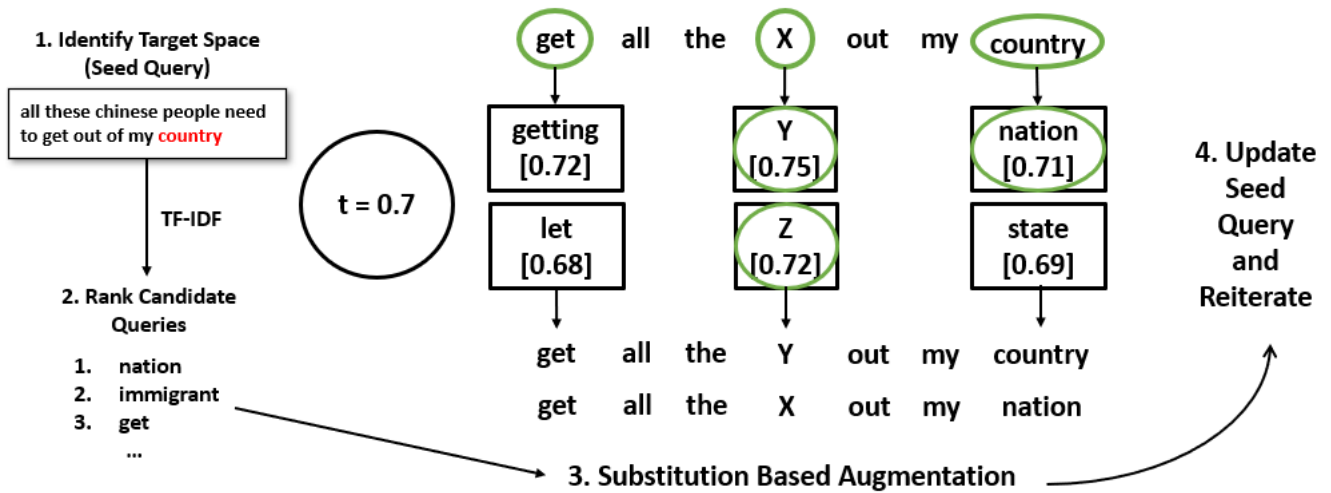 1. Identify Target Space
(Seed Query)
all these chinese people need
to get out of my country
TF-IDF
2. Rank Candidate
Queries
1. nation
2. immigrant
3. get
...
t = 0.7
get all the X out my country
getting
[0.72]
Y
[0.75]
nation
[0.71]
let
[0.68]
Z
[0.72]
state
[0.69]
get all the Y out my country
get all the X out my nation
3. Substitution Based Augmentation
4. Update
Seed
Query
and
Reiterate